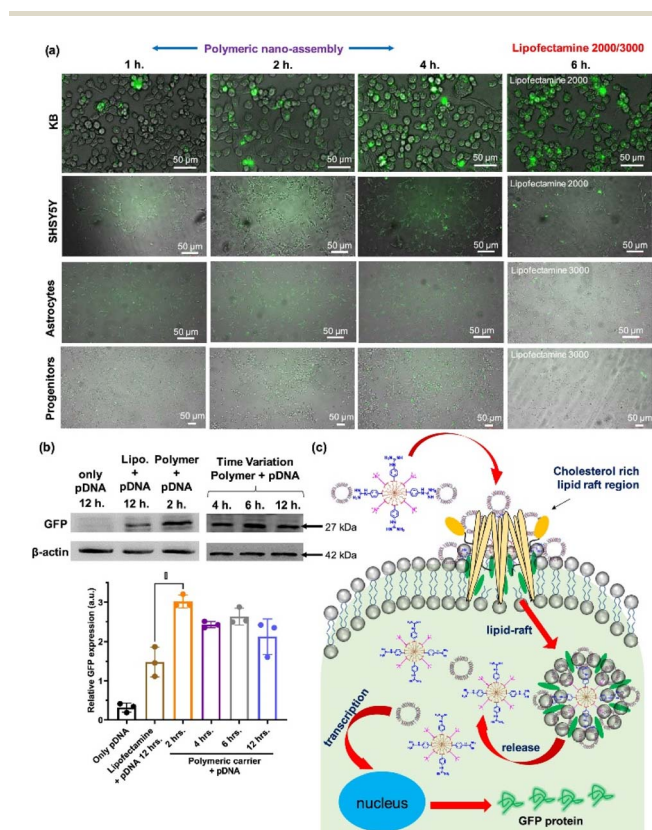 (a)
Polymeric nano-assembly
Lipofectamine 2000/3000
1 h.
2 h.
4 h.
6 h.
KB
50 μm
50 μm
50 μm
Lipofectamine 2000
50 μm
SHSY5Y
50 μm
50 μm
50 μm
Lipofectamine 2000
50 μm
Astrocytes
50 μm
50 μm
50 μm
Lipofectamine 3000
50 μm
Progenitors
50 μm
50 μm
50 μm
Lipofectamine 3000
50 μm
(b)
only
pDNA
12 h.
Lipo.
+
pDNA
12 h.
Polymer
+
pDNA
2 h.
Time Variation
Polymer + pDNA
4 h.
6 h.
12 h.
GFP
27 kDa
β-actin
42 kDa
Relative GFP expression (a.u.)
3
2
1
0
Only pDNA
Lipofectamine
+ pDNA 12 hrs.
2 hrs.
4 hrs.
6 hrs.
12 hrs.
Polymeric carrier
+ pDNA
(c)
Cholesterol rich
lipid raft region
lipid-raft
release
transcription
nucleus
GFP protein